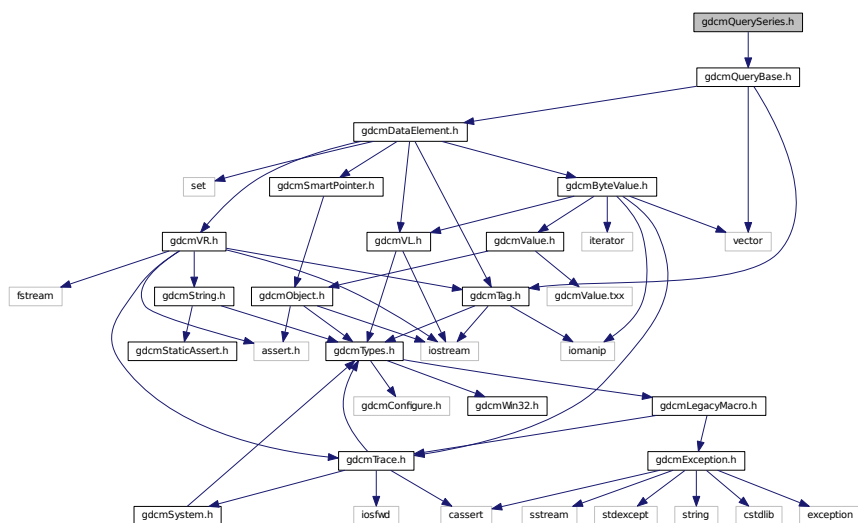 gdcmQuerySeries.h
gdcmQueryBase.h
gdcmDataElement.h
set
gdcmSmartPointer.h
gdcmByteValue.h
gdcmVR.h
gdcmVL.h
gdcmValue.h
iterator
vector
fstream
gdcmString.h
gdcmObject.h
gdcmTag.h
gdcmValue.txx
gdcmStaticAssert.h
assert.h
gdcmTypes.h
iostream
iomanip
gdcmConfigure.h
gdcmWin32.h
gdcmLegacyMacro.h
gdcmTrace.h
gdcmException.h
gdcmSystem.h
iosfwd
cassert
sstream
stdexcept
string
cstdlib
exception